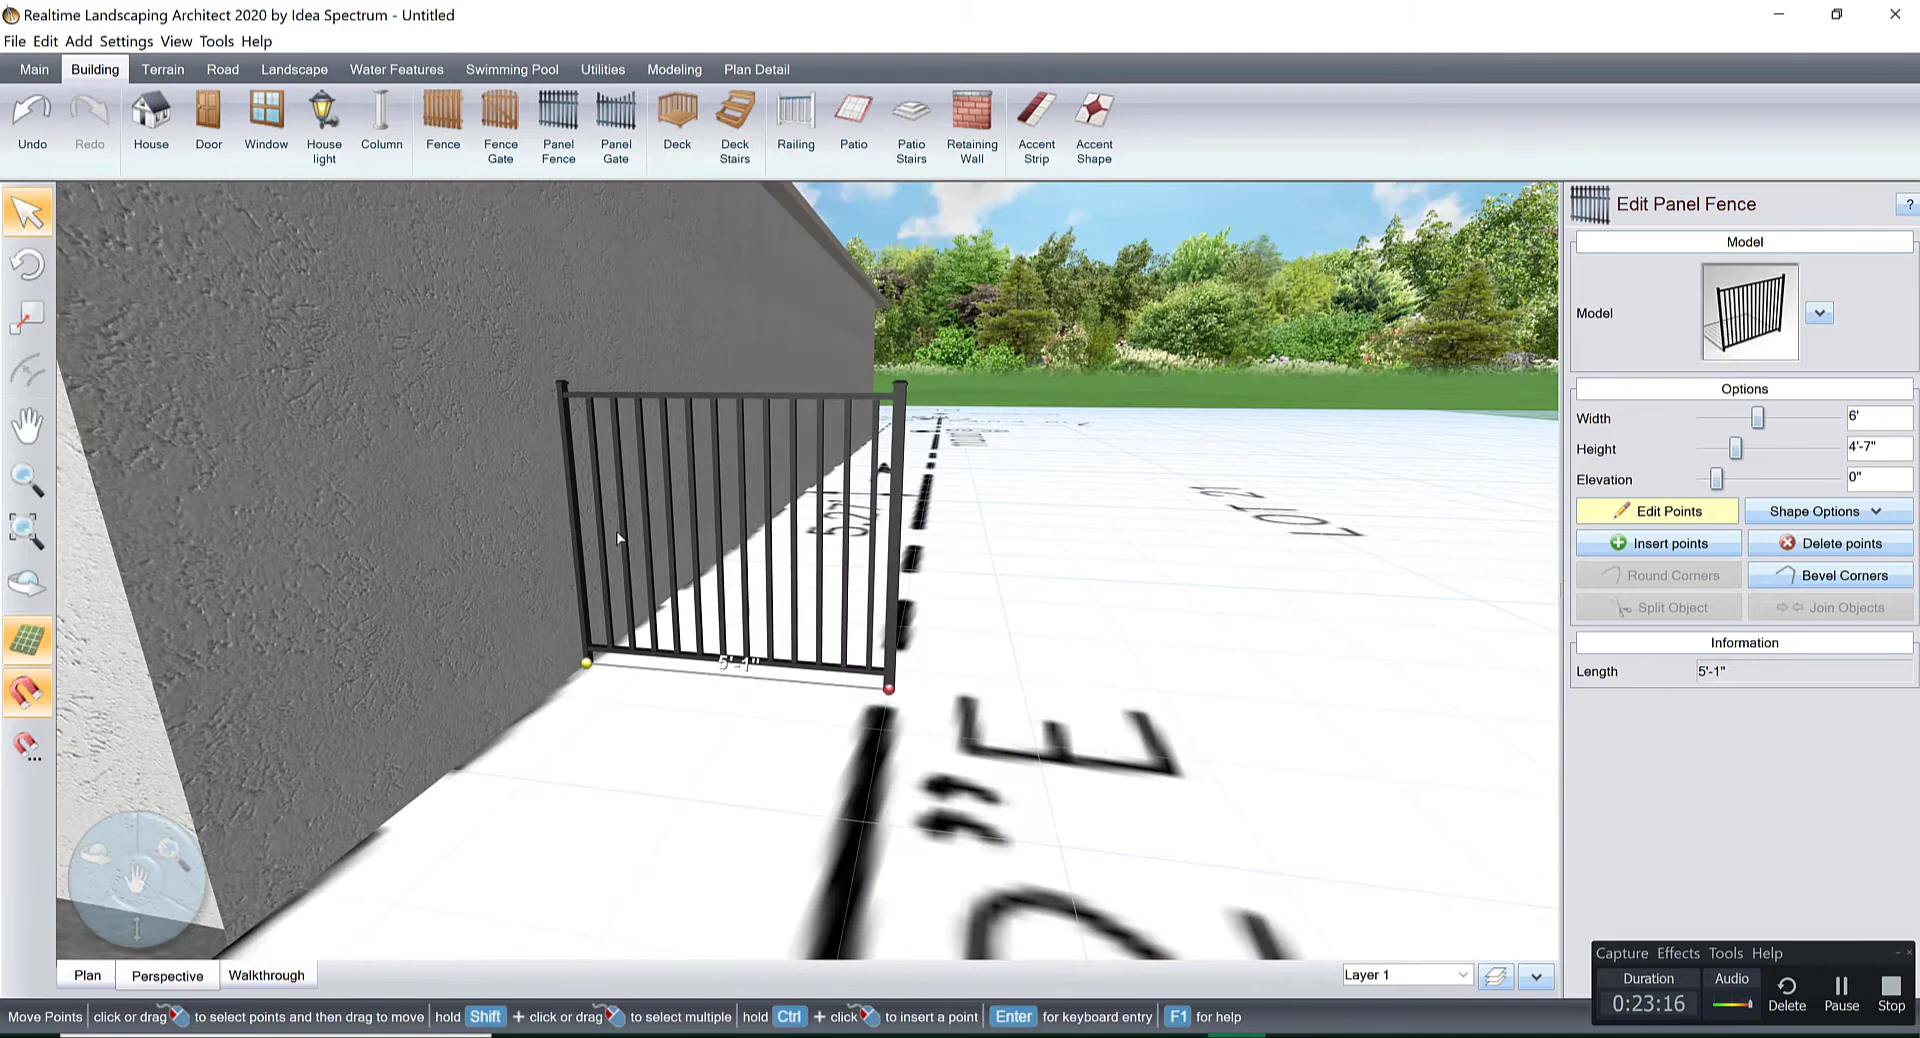 Realtime Landscaping Architect 2020 by Idea Spectrum - Untitled
File Edit Add Settings View Tools Help
Main Building Terrain Road Landscape Water Features Swimming Pool Utilities Modeling Plan Detail
Undo Redo House Door Window House light Column Fence Fence Gate Panel Fence Panel Gate Deck Deck Stairs Railing Patio Patio Stairs Retaining Wall Accent Strip Accent Shape
Edit Panel Fence
?
Model
Model
Options
Width 6'
Height 4'-7"
Elevation 0"
Edit Points Shape Options
Insert points Delete points
Round Corners Bevel Corners
Split Object Join Objects
Information
Length 5'-1"
5'-1"
LOT
"E
Plan Perspective Walkthrough
Layer 1
Capture Effects Tools Help
Duration Audio
0:23:16 Delete Pause Stop
Move Points click or drag to select points and then drag to move hold Shift + click or drag to select multiple hold Ctrl + click to insert a point Enter for keyboard entry F1 for help